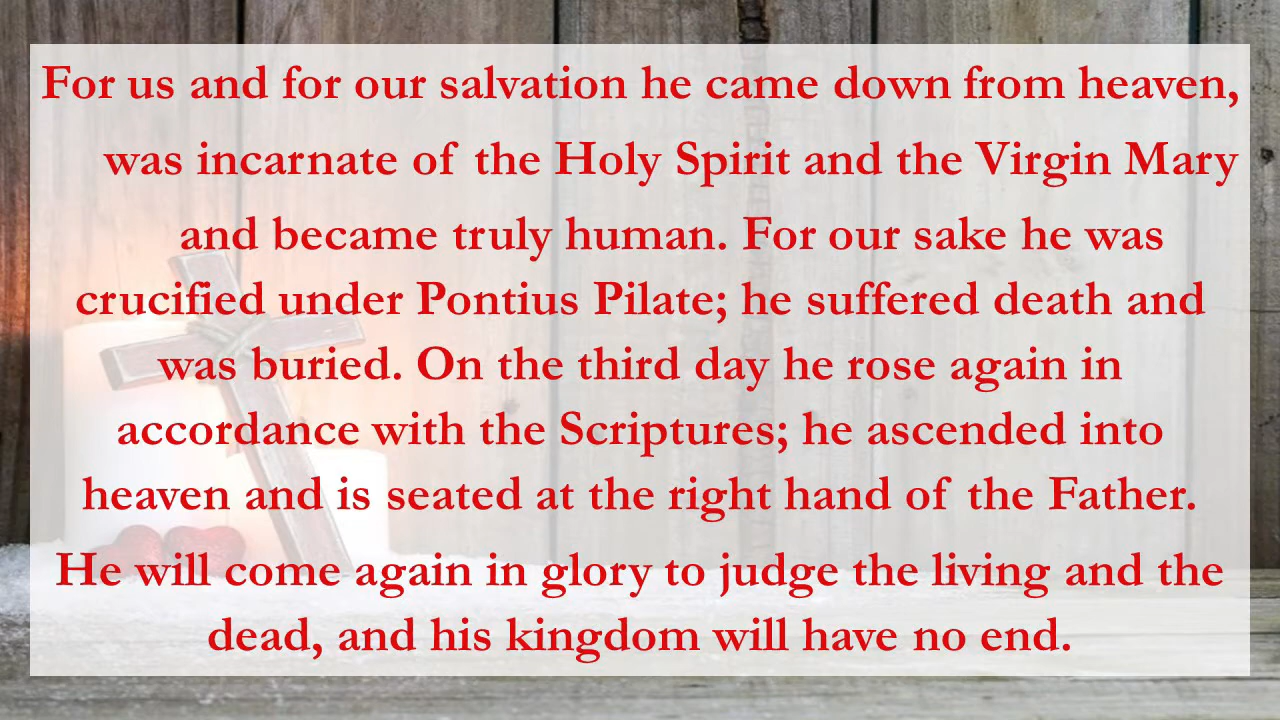 For us and for our salvation he came down from heaven,
was incarnate of the Holy Spirit and the Virgin Mary
and became truly human. For our sake he was
crucified under Pontius Pilate; he suffered death and
was buried. On the third day he rose again in
accordance with the Scriptures; he ascended into
heaven and is seated at the right hand of the Father.
He will come again in glory to judge the living and the
dead, and his kingdom will have no end.